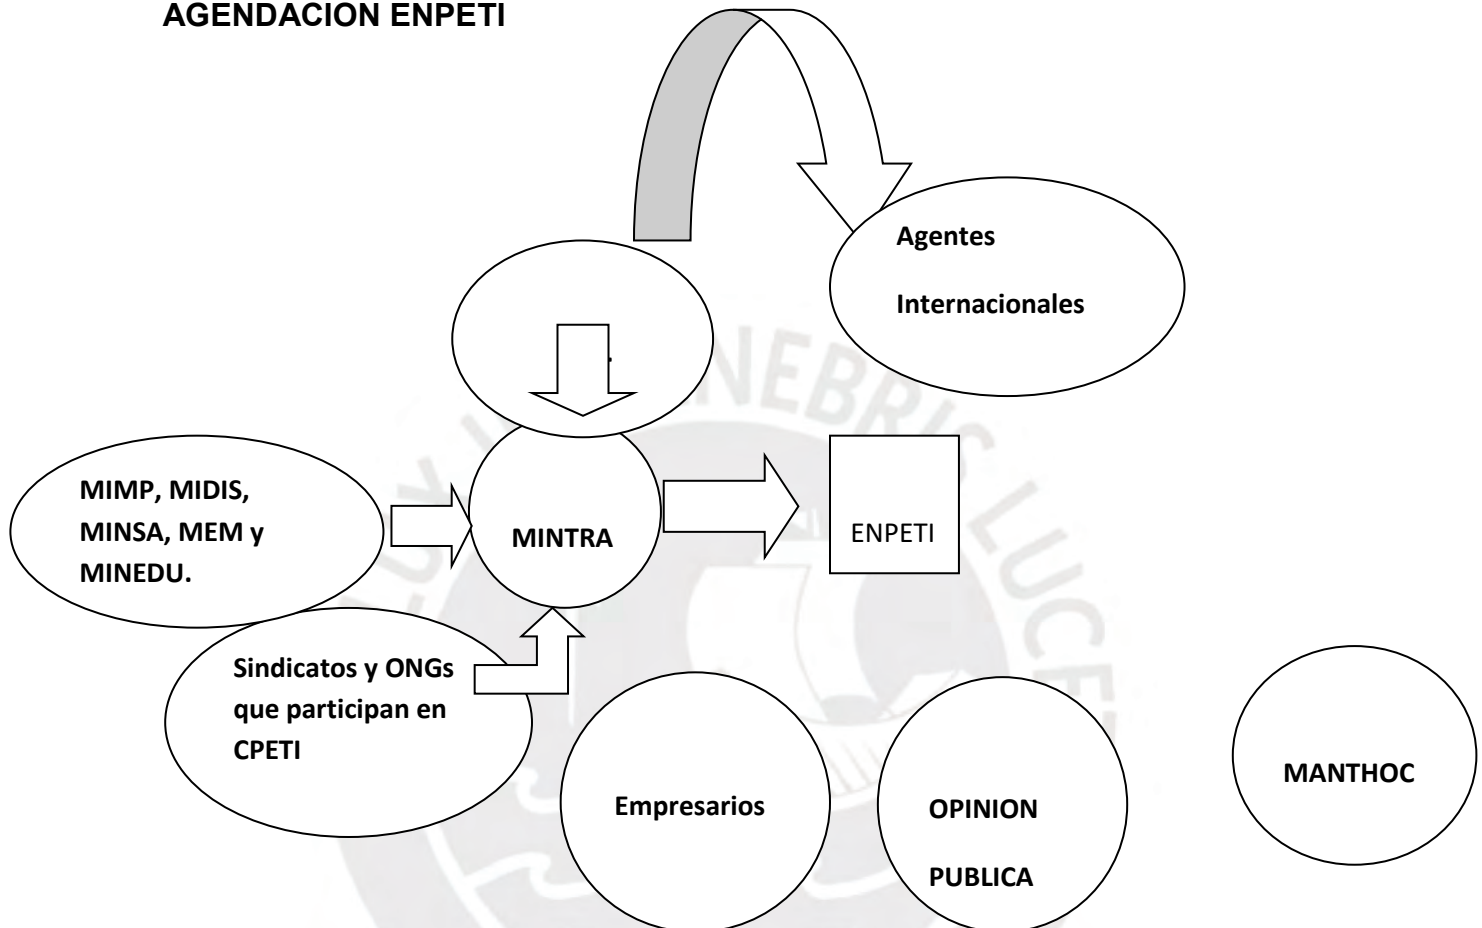 AGENDACION ENPETI
Agentes
Internacionales
MIMP, MIDIS,
MINSA, MEM y
MINEDU.
MINTRA
ENPETI
Sindicatos y ONGs
que participan en
CPETI
Empresarios
OPINION
PUBLICA
MANTHOC